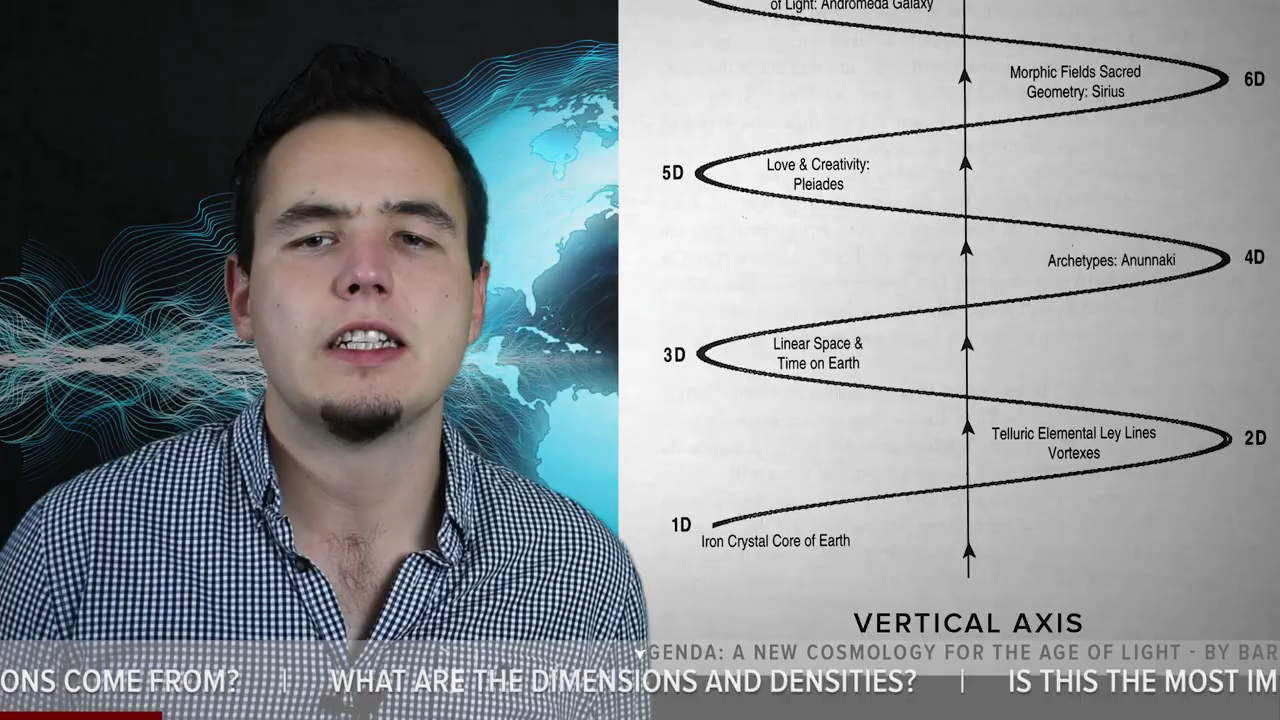 of Light: Andromeda Galaxy
Morphic Fields Sacred
Geometry: Sirius
6D
5D
Love & Creativity:
Pleiades
Archetypes: Anunnaki
4D
3D
Linear Space &
Time on Earth
Telluric Elemental Ley Lines
Vortexes
2D
1D
Iron Crystal Core of Earth
VERTICAL AXIS
GENDA: A NEW COSMOLOGY FOR THE AGE OF LIGHT - BY BAR
ONS COME FROM? | WHAT ARE THE DIMENSIONS AND DENSITIES? | IS THIS THE MOST IM